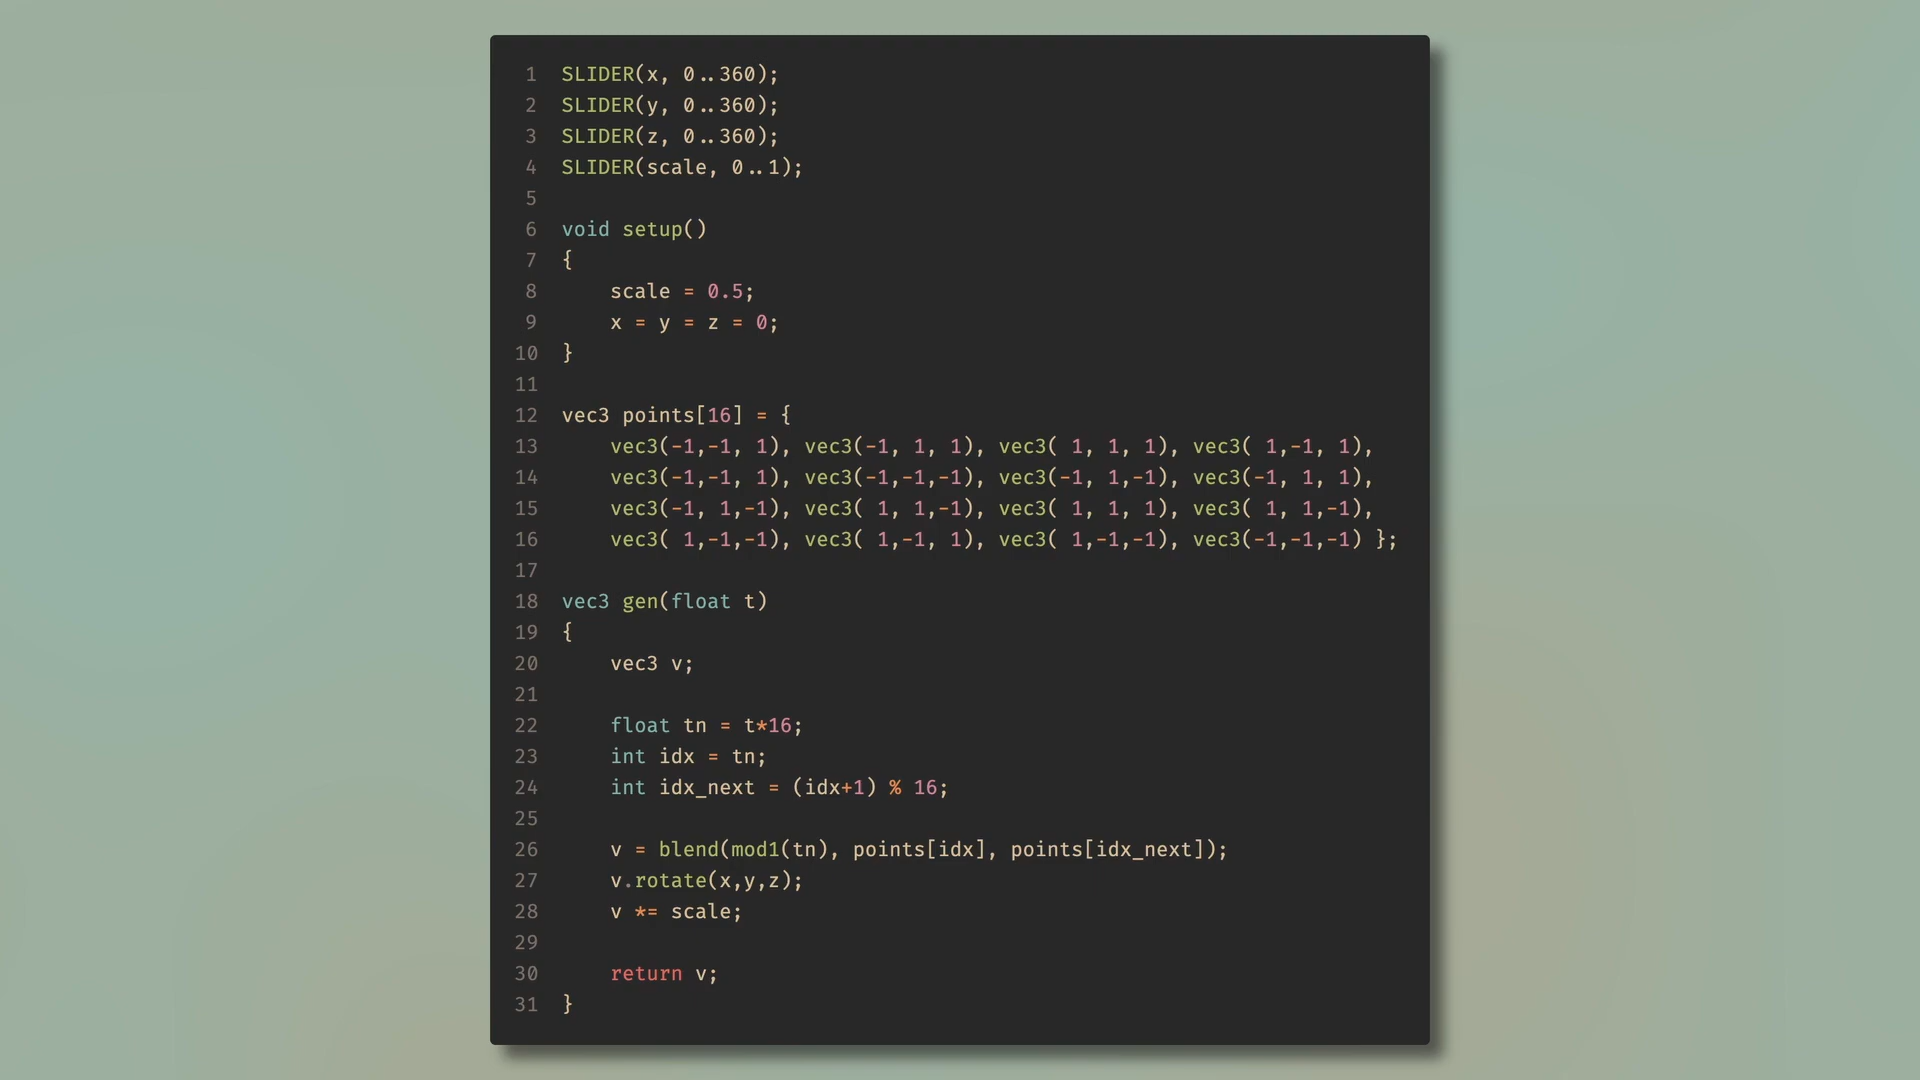 1 SLIDER(x, 0..360);
2 SLIDER(y, 0..360);
3 SLIDER(z, 0..360);
4 SLIDER(scale, 0..1);
5
6 void setup()
7 {
8     scale = 0.5;
9     x = y = z = 0;
10 }
11
12 vec3 points[16] = {
13     vec3(-1,-1, 1), vec3(-1, 1, 1), vec3( 1, 1, 1), vec3( 1,-1, 1),
14     vec3(-1,-1, 1), vec3(-1,-1,-1), vec3(-1, 1,-1), vec3(-1, 1, 1),
15     vec3(-1, 1,-1), vec3( 1, 1,-1), vec3( 1, 1, 1), vec3( 1, 1,-1),
16     vec3( 1,-1,-1), vec3( 1,-1, 1), vec3( 1,-1,-1), vec3(-1,-1,-1) };
17
18 vec3 gen(float t)
19 {
20     vec3 v;
21
22     float tn = t*16;
23     int idx = tn;
24     int idx_next = (idx+1) % 16;
25
26     v = blend(mod1(tn), points[idx], points[idx_next]);
27     v.rotate(x,y,z);
28     v *= scale;
29
30     return v;
31 }